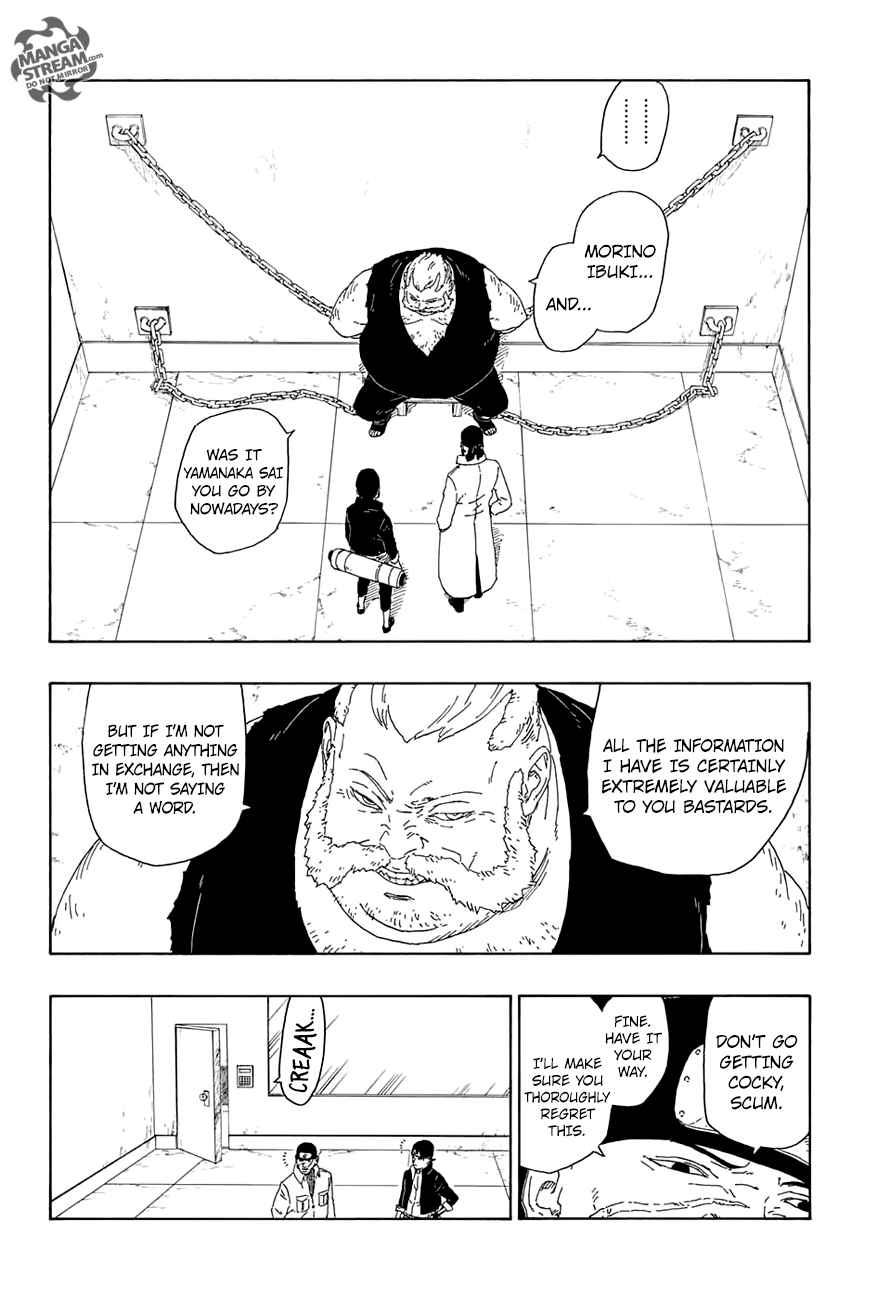 MANGA
STREAM.com
DO NOT MIRROR
......
......
MORINO
IBUKI...
AND...
WAS IT
YAMANAKA SAI
YOU GO BY
NOWADAYS?
ALL THE INFORMATION
I HAVE IS CERTAINLY
EXTREMELY VALUABLE
TO YOU BASTARDS.
BUT IF I'M NOT
GETTING ANYTHING
IN EXCHANGE, THEN
I'M NOT SAYING
A WORD.
DON'T GO
GETTING
COCKY,
SCUM.
FINE.
HAVE IT
YOUR
WAY.
I'LL MAKE
SURE YOU
THOROUGHLY
REGRET
THIS.
CREAAK...